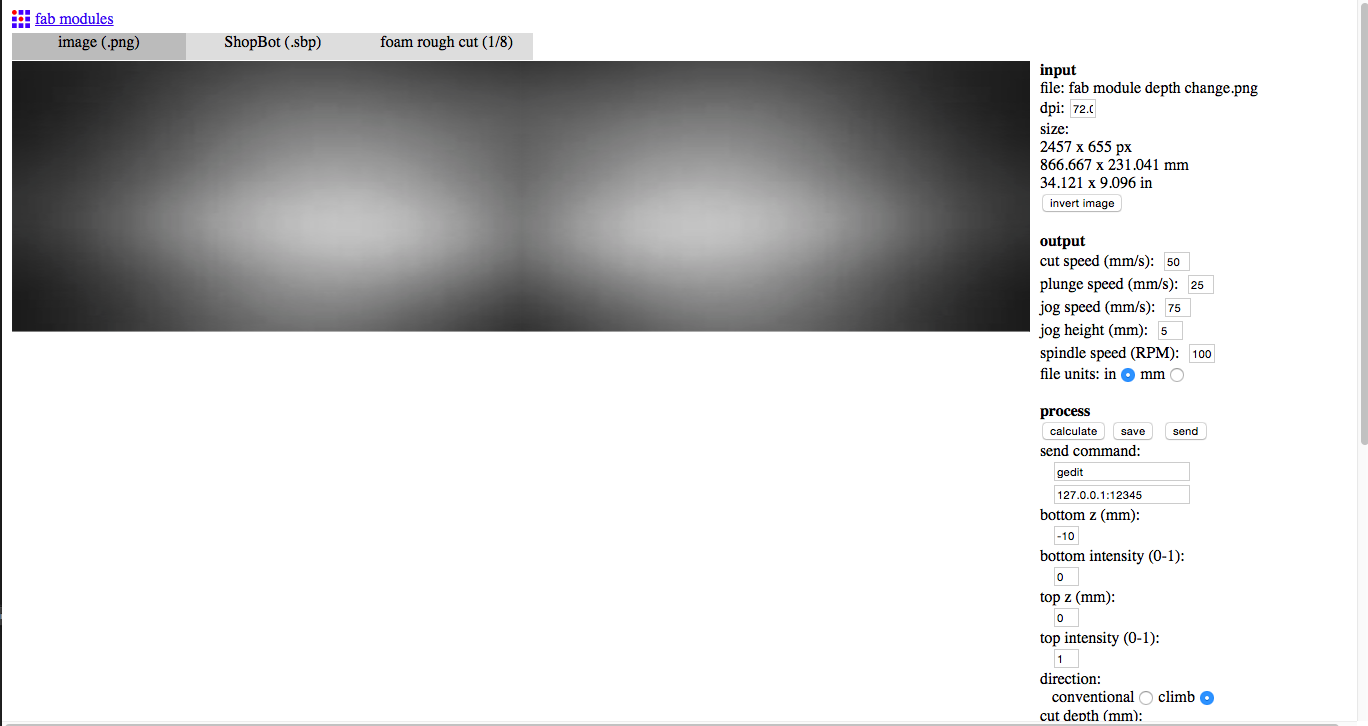 fab modules
image (.png) ShopBot (.sbp) foam rough cut (1/8)
input
file: fab module depth change.png
dpi: 72.0
size:
2457 x 655 px
866.667 x 231.041 mm
34.121 x 9.096 in
invert image
output
cut speed (mm/s): 50
plunge speed (mm/s): 25
jog speed (mm/s): 75
jog height (mm): 5
spindle speed (RPM): 100
file units: in mm
process
calculate save send
send command:
gedit
127.0.0.1:12345
bottom z (mm):
-10
bottom intensity (0-1):
0
top z (mm):
0
top intensity (0-1):
1
direction:
conventional climb
cut depth (mm):